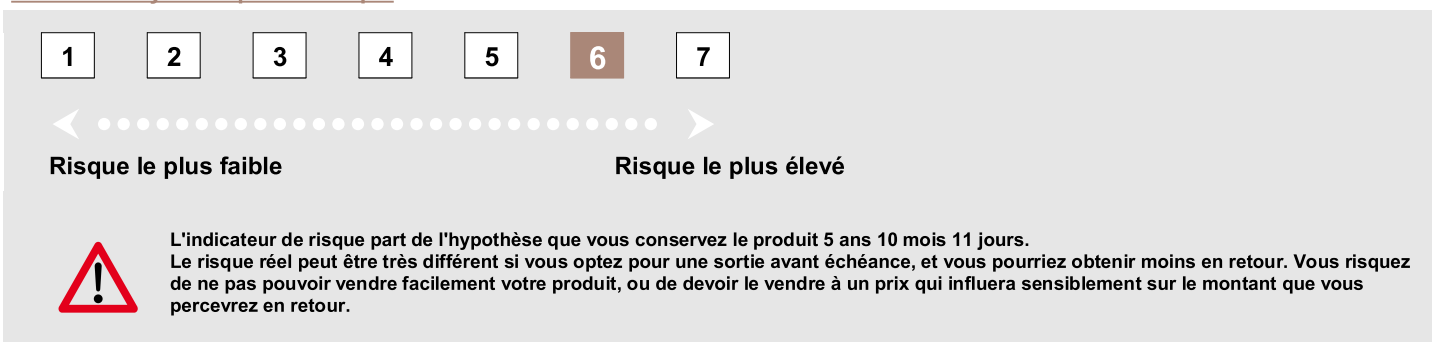 1 2 3 4 5 6 7
Risque le plus faible Risque le plus élevé
L'indicateur de risque part de l'hypothèse que vous conservez le produit 5 ans 10 mois 11 jours.
Le risque réel peut être très différent si vous optez pour une sortie avant échéance, et vous pourriez obtenir moins en retour. Vous risquez
de ne pas pouvoir vendre facilement votre produit, ou de devoir le vendre à un prix qui influera sensiblement sur le montant que vous
percevrez en retour.